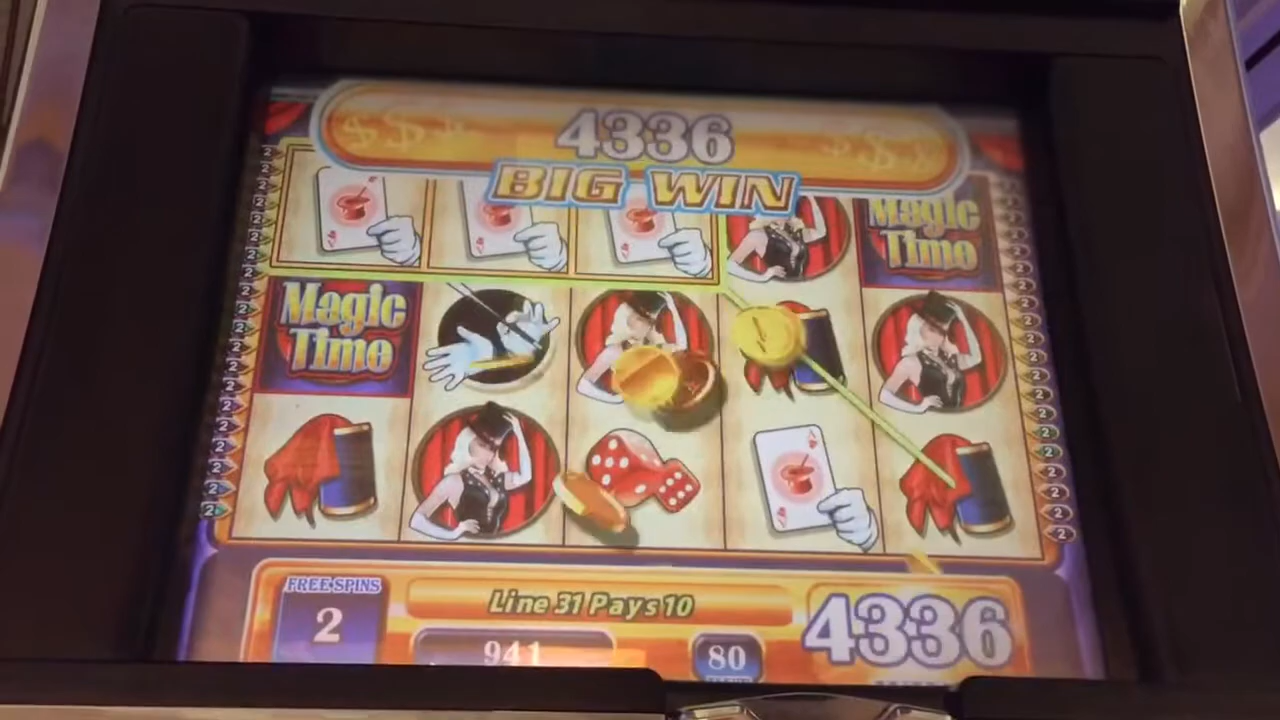 4336
BIG WIN
Magic
Time
Magic
Time
FREE SPINS
2
Line 31 Pays 10
941
80
4336